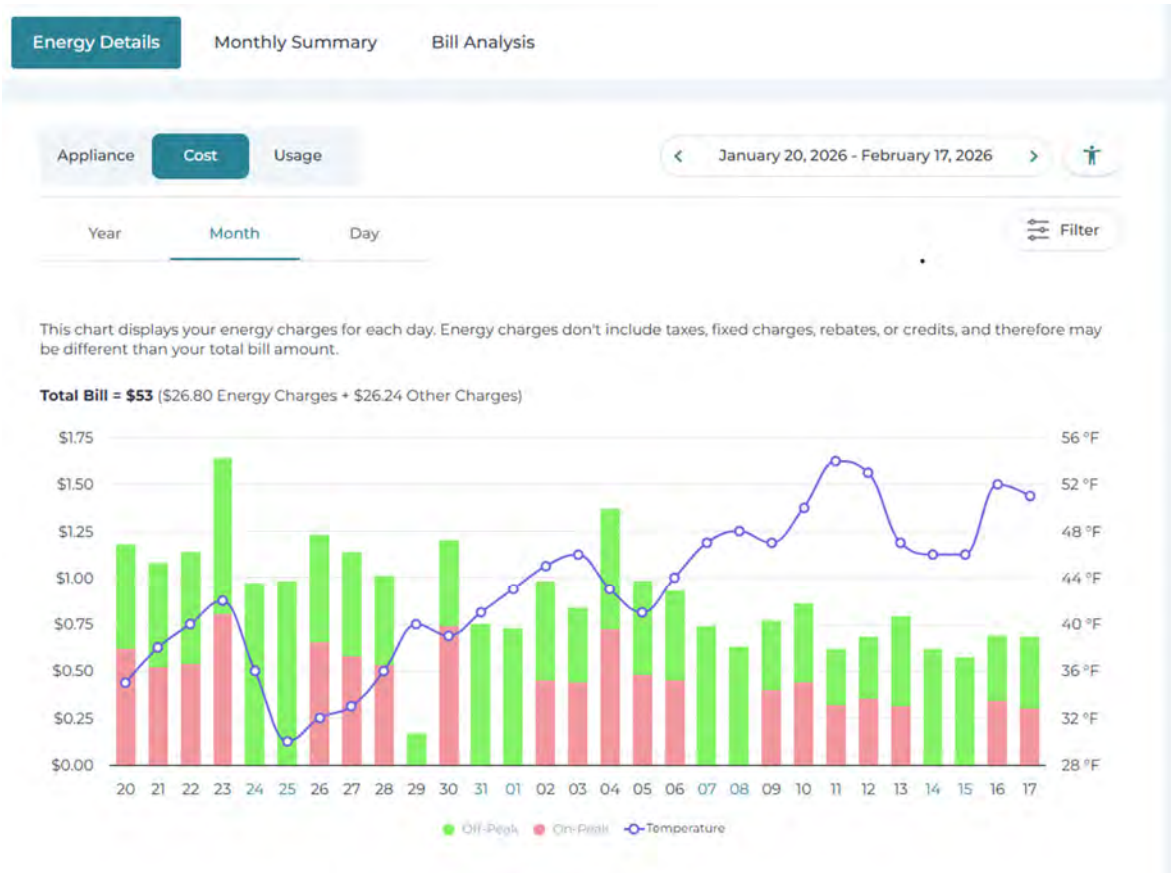 Energy Details Monthly Summary Bill Analysis
Appliance Cost Usage
January 20, 2026 - February 17, 2026
Year Month Day
Filter
This chart displays your energy charges for each day. Energy charges don't include taxes, fixed charges, rebates, or credits, and therefore may
be different than your total bill amount.
Total Bill = $53 ($26.80 Energy Charges + $26.24 Other Charges)
$1.75 56 °F
$1.50 52 °F
$1.25 48 °F
$1.00 44 °F
$0.75 40 °F
$0.50 36 °F
$0.25 32 °F
$0.00 28 °F
20 21 22 23 24 25 26 27 28 29 30 31 01 02 03 04 05 06 07 08 09 10 11 12 13 14 15 16 17
Off-Peak On-Peak Temperature